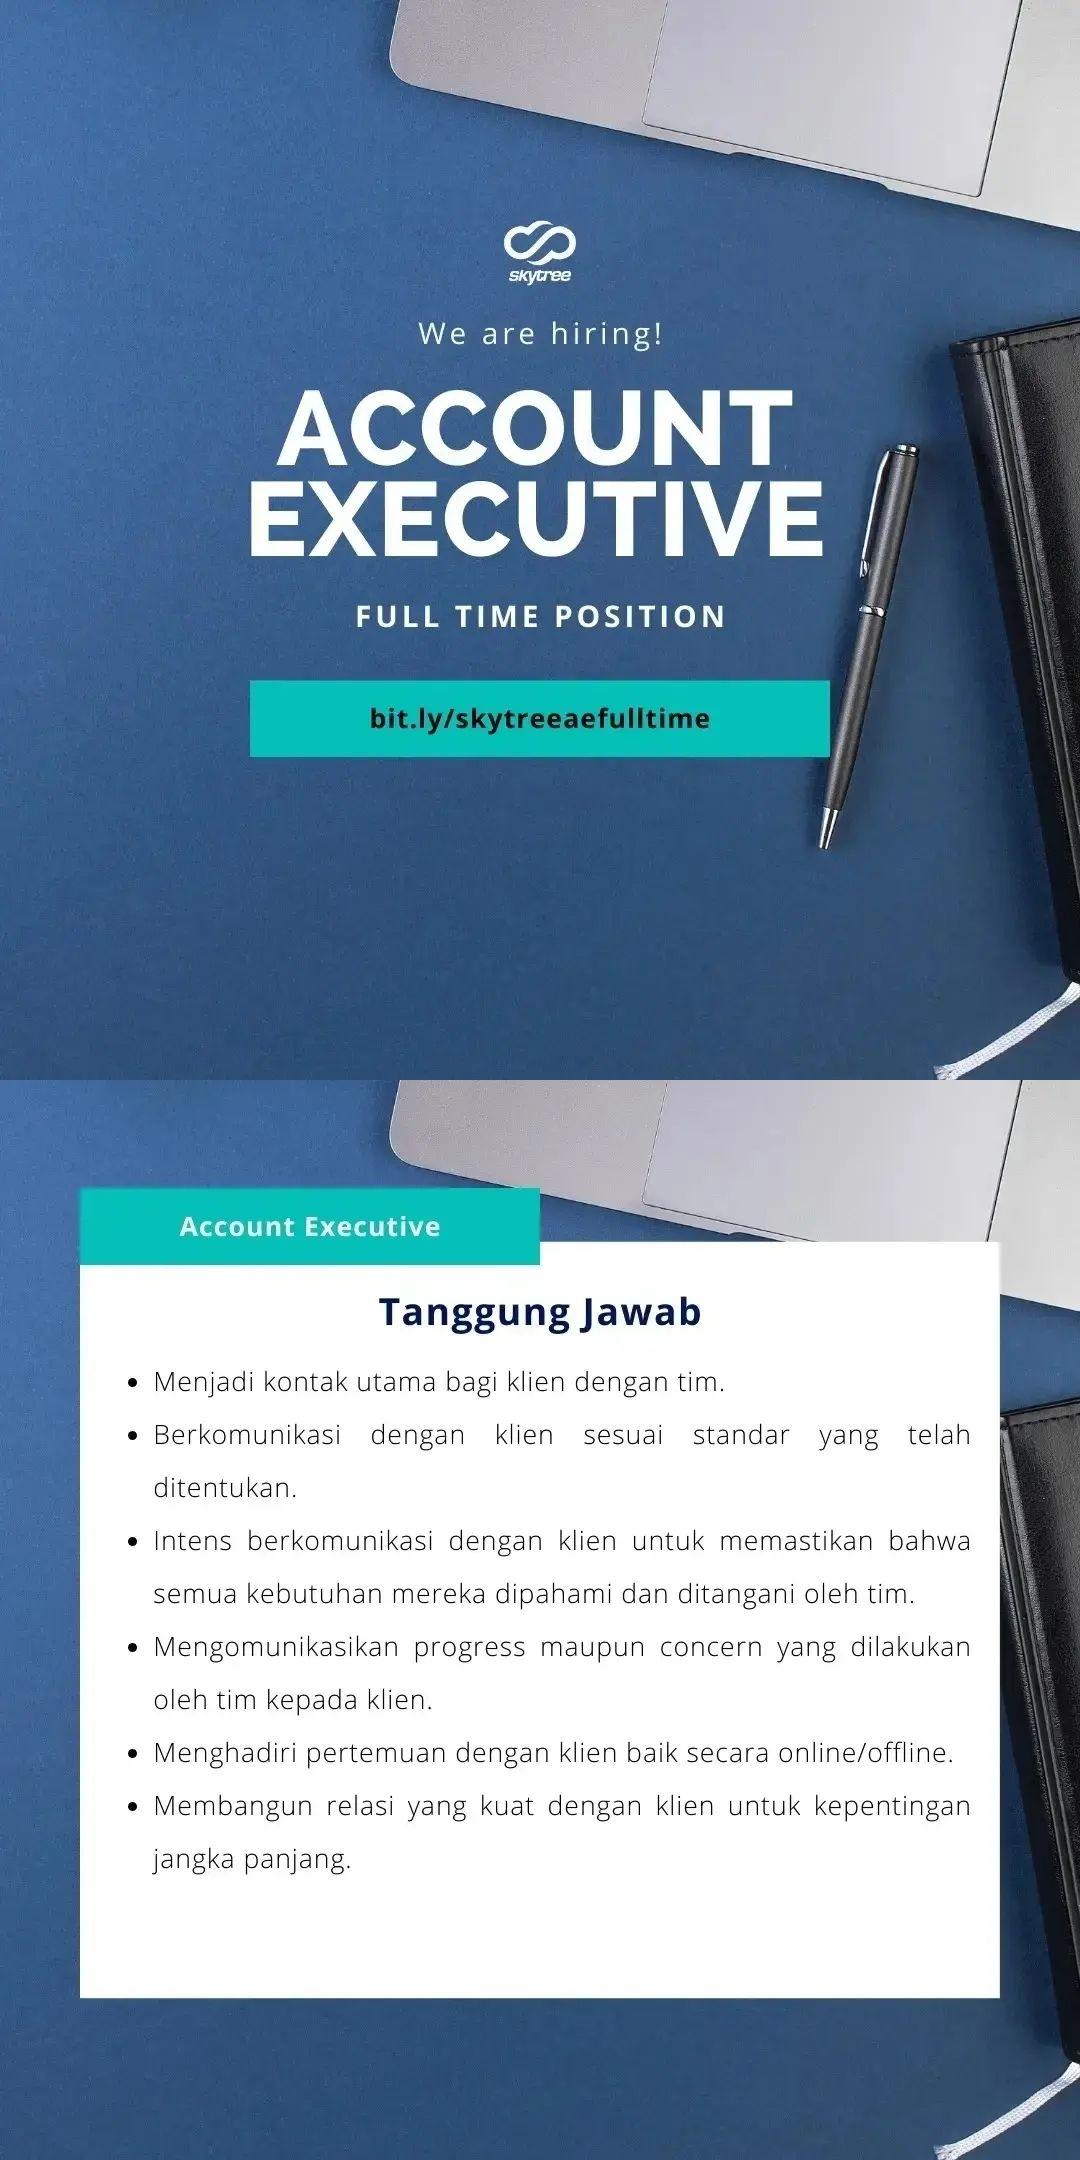 skytree
We are hiring!
ACCOUNT
EXECUTIVE
FULL TIME POSITION
bit.ly/skytreeaefulltime
Account Executive
Tanggung Jawab
• Menjadi kontak utama bagi klien dengan tim.
• Berkomunikasi dengan klien sesuai standar yang telah
ditentukan.
• Intens berkomunikasi dengan klien untuk memastikan bahwa
semua kebutuhan mereka dipahami dan ditangani oleh tim.
• Mengomunikasikan progress maupun concern yang dilakukan
oleh tim kepada klien.
• Menghadiri pertemuan dengan klien baik secara online/offline.
• Membangun relasi yang kuat dengan klien untuk kepentingan
jangka panjang.